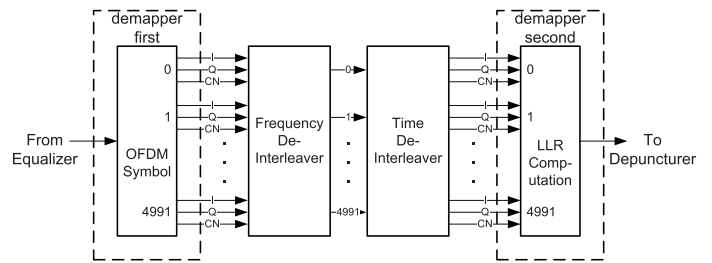 demapper
first
demapper
second
From
Equalizer
0
1
OFDM
Symbol
4991
I
Q
CN
I
Q
CN
I
Q
CN
Frequency
De-
Interleaver
0
1
4991
Time
De-
Interleaver
I
Q
CN
I
Q
CN
I
Q
CN
0
1
LLR
Comp-
utation
4991
To
Depuncturer